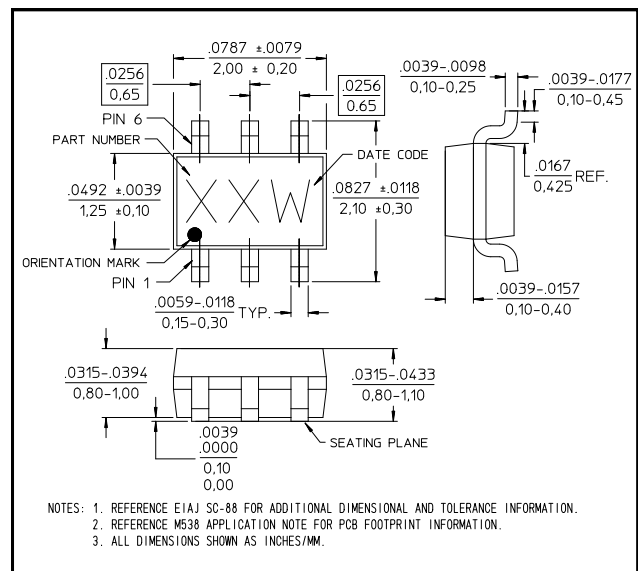 .0787 ±.0079
2,00 ± 0,20
.0256
0,65
.0256
0.65
.0039-.0098
0,10-0,25
.0039-.0177
0,10-0,45
PIN 6
PART NUMBER
DATE CODE
.0492 ±.0039
1,25 ±0,10
XXW
.0827 ±.0118
2,10 ±0,30
.0167
0,425
REF.
ORIENTATION MARK
PIN 1
.0059-.0118
0,15-0,30
TYP.
.0039-.0157
0,10-0,40
.0315-.0394
0,80-1,00
.0315-.0433
0,80-1,10
.0039
.0000
0,10
0,00
SEATING PLANE
NOTES: 1. REFERENCE EIAJ SC-88 FOR ADDITIONAL DIMENSIONAL AND TOLERANCE INFORMATION.
2. REFERENCE M538 APPLICATION NOTE FOR PCB FOOTPRINT INFORMATION.
3. ALL DIMENSIONS SHOWN AS INCHES/MM.